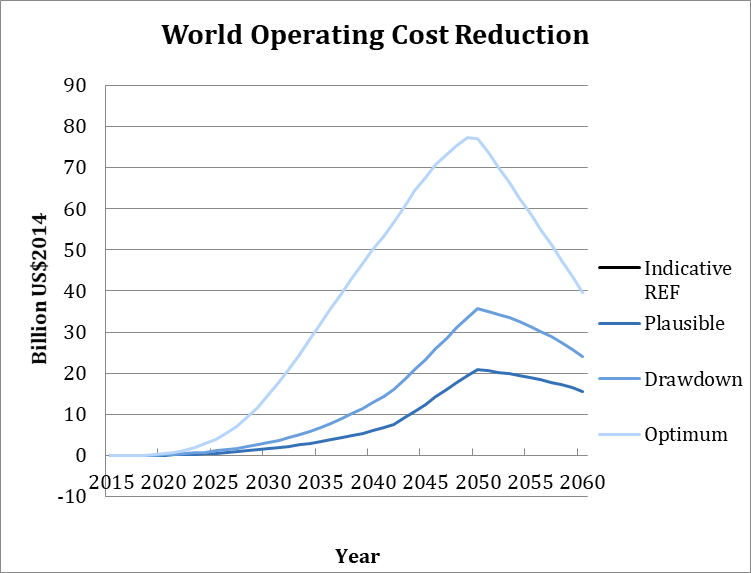 World Operating Cost Reduction
90
80
70
60
50
40
30
20
10
0
-10
Billion US$2014
2015 2020 2025 2030 2035 2040 2045 2050 2055 2060
Year
Indicative
REF
Plausible
Drawdown
Optimum